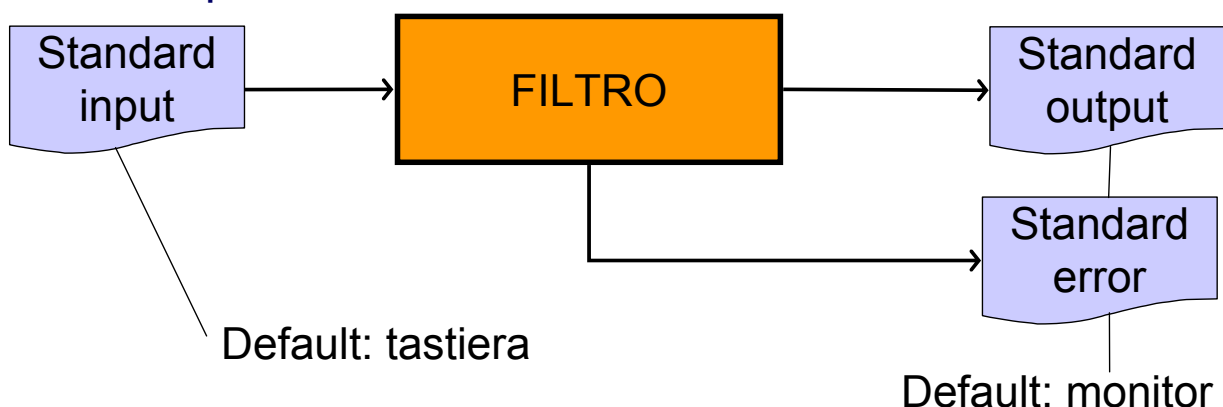 Standard
input
FILTRO
Standard
output
Standard
error
Default: tastiera
Default: monitor